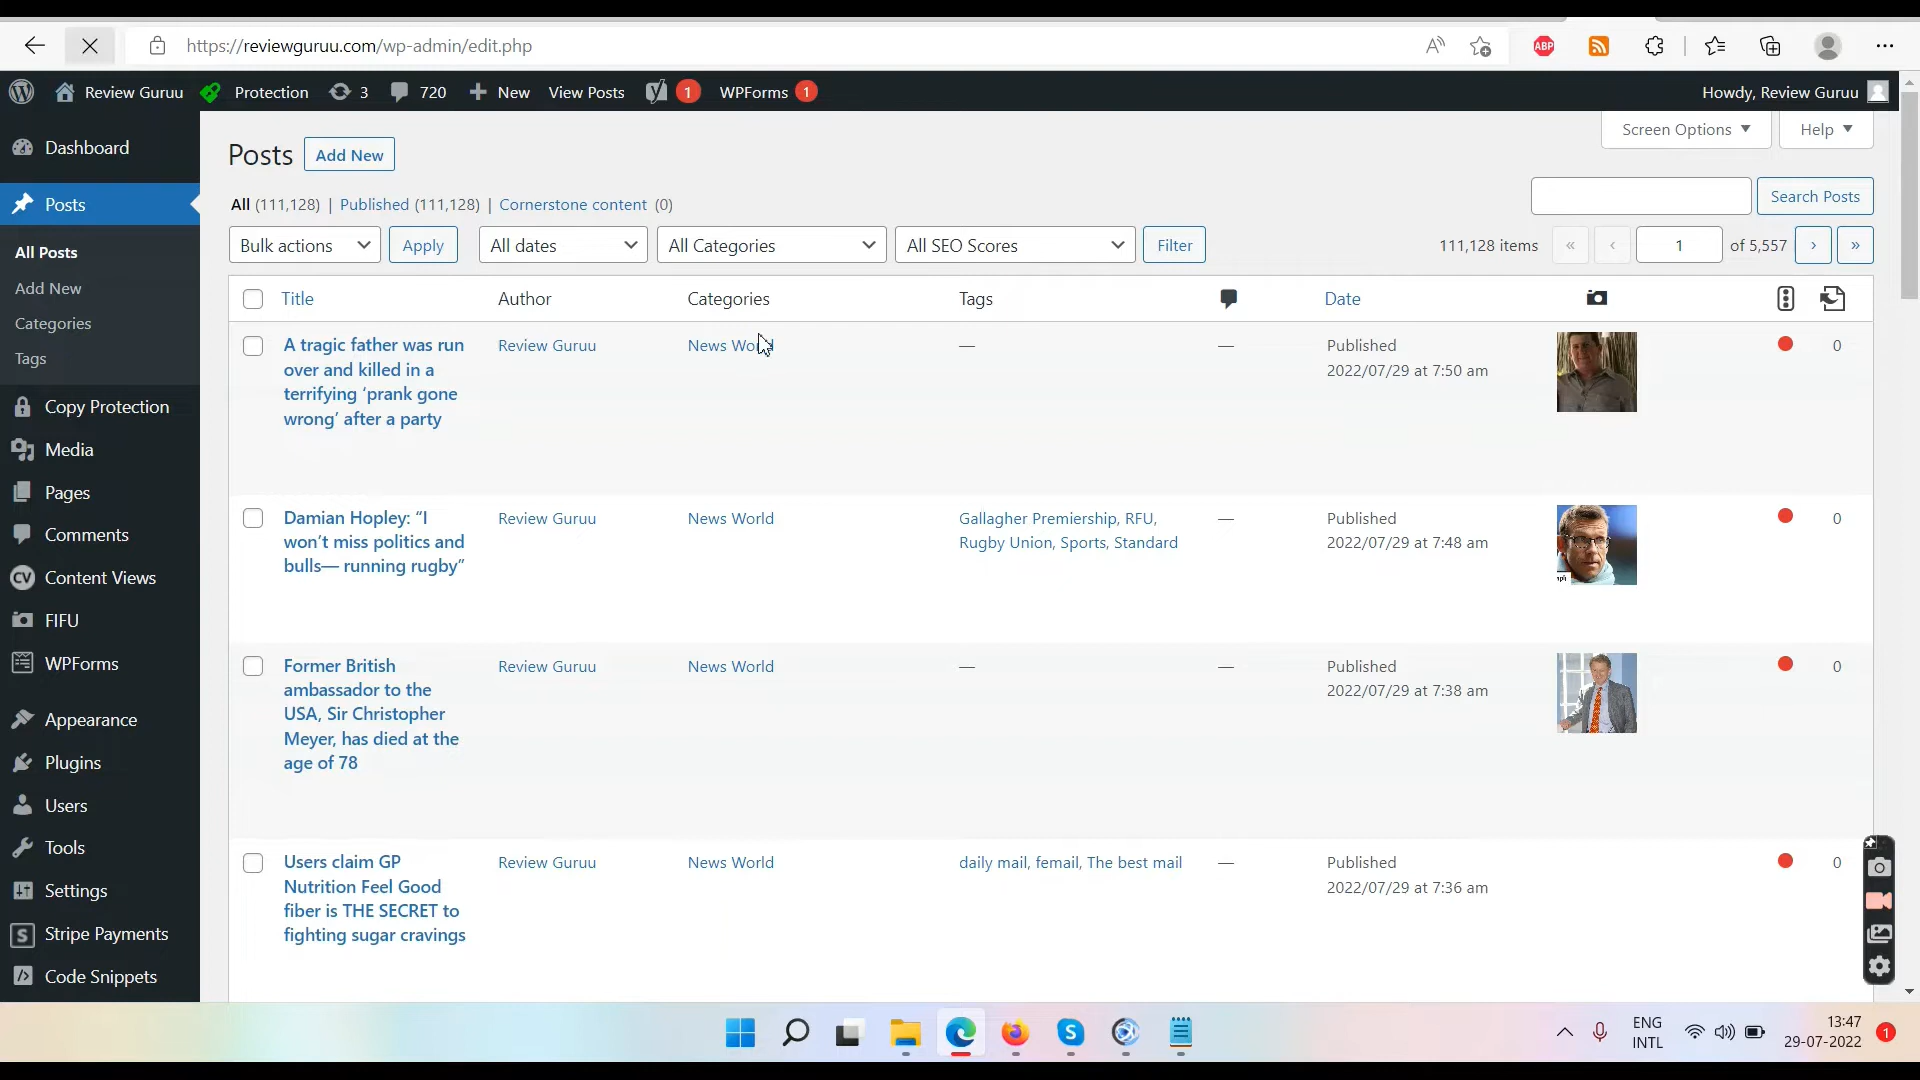 https://reviewguruu.com/wp-admin/edit.php
ABP
Review Guruu Protection 3 720 New View Posts 1 WPForms 1 Howdy, Review Guruu
Dashboard
Posts
All Posts
Add New
Categories
Tags
Copy Protection
Media
Pages
Comments
CV Content Views
FIFU
WPForms
Appearance
Plugins
Users
Tools
Settings
S Stripe Payments
Code Snippets
Screen Options Help
Posts Add New
All (111,128) | Published (111,128) | Cornerstone content (0)
Search Posts
Bulk actions Apply All dates All Categories All SEO Scores Filter 111,128 items « ‹ 1 of 5,557 › »
Title Author Categories Tags Date
A tragic father was run
over and killed in a
terrifying ‘prank gone
wrong’ after a party
Review Guruu
News World
—
—
Published
2022/07/29 at 7:50 am
0
Damian Hopley: “I
won’t miss politics and
bulls— running rugby”
Review Guruu
News World
Gallagher Premiership, RFU,
Rugby Union, Sports, Standard
—
Published
2022/07/29 at 7:48 am
0
Former British
ambassador to the
USA, Sir Christopher
Meyer, has died at the
age of 78
Review Guruu
News World
—
—
Published
2022/07/29 at 7:38 am
0
Users claim GP
Nutrition Feel Good
fiber is THE SECRET to
fighting sugar cravings
Review Guruu
News World
daily mail, femail, The best mail
—
Published
2022/07/29 at 7:36 am
0
ENG
INTL
13:47
29-07-2022
1